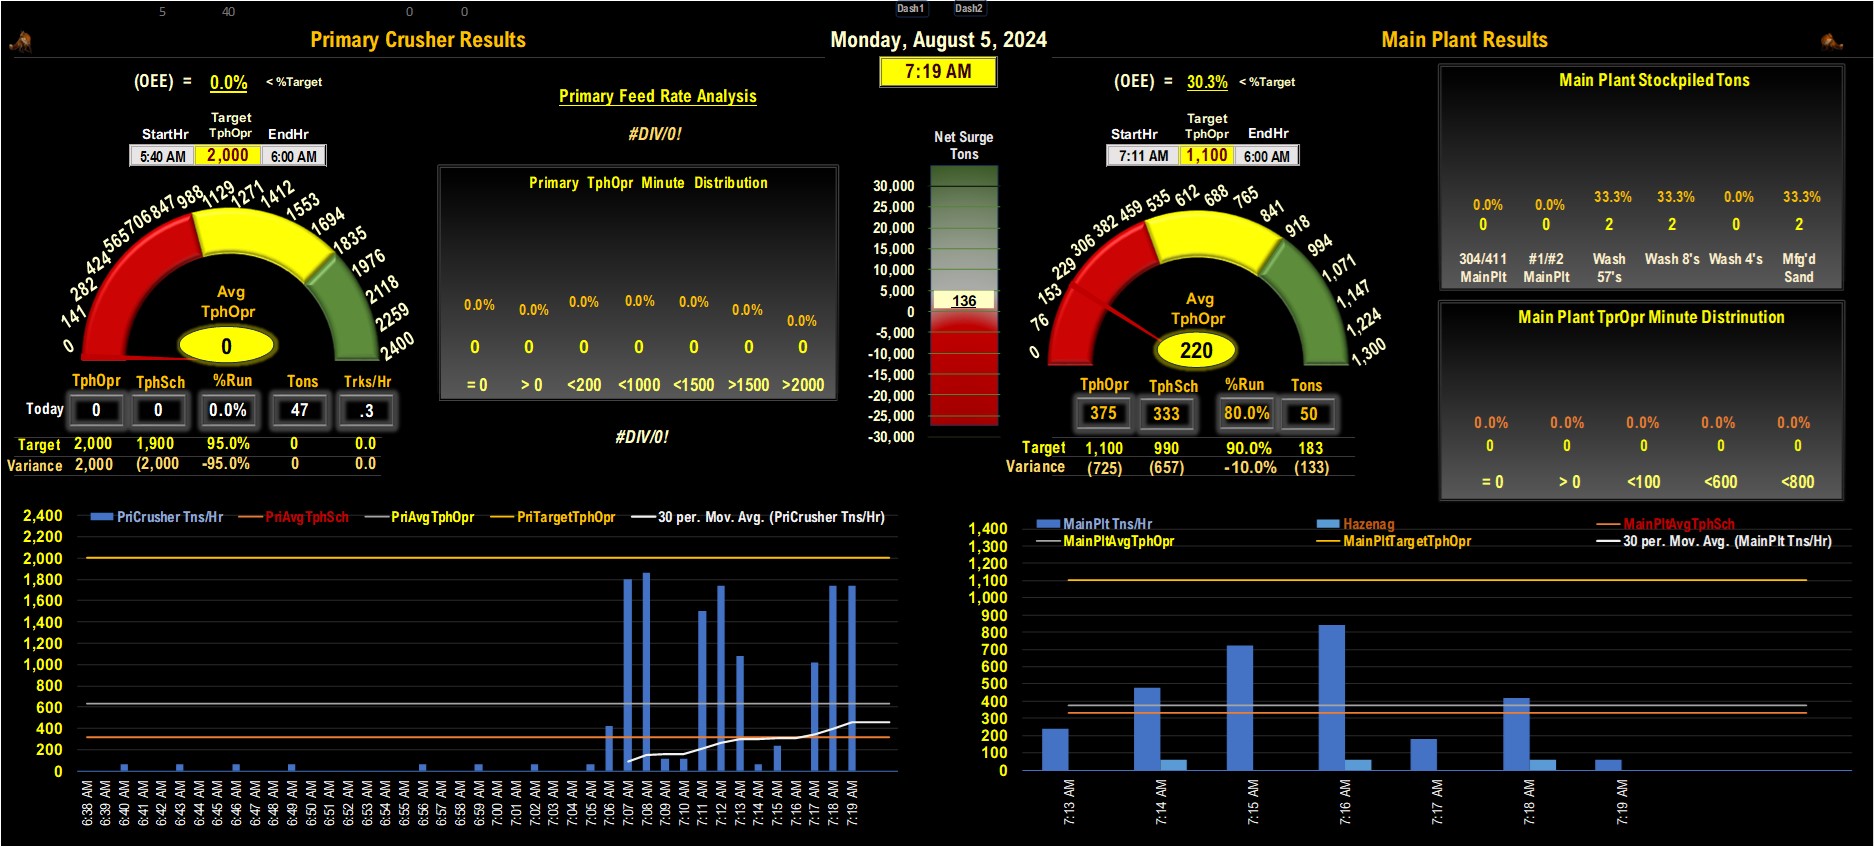 5 40 0 0 Dash1 Dash2
Primary Crusher Results
Monday, August 5, 2024
Main Plant Results
7:19 AM
(OEE) = 0.0% < %Target
Target
StartHr TphOpr EndHr
5:40 AM 2,000 6:00 AM
0 141 282 424 565 706 847 988 1129 1271 1412 1553 1694 1835 1976 2118 2259 2400
Avg
TphOpr
0
TphOpr TphSch %Run Tons Trks/Hr
Today 0 0 0.0% 47 .3
Target 2,000 1,900 95.0% 0 0.0
Variance 2,000 (2,000 -95.0% 0 0.0
Primary Feed Rate Analysis
#DIV/0!
Primary TphOpr Minute Distribution
0.0% 0.0% 0.0% 0.0% 0.0% 0.0% 0.0%
0 0 0 0 0 0 0
= 0 > 0 <200 <1000 <1500 >1500 >2000
#DIV/0!
Net Surge
Tons
30,000
25,000
20,000
15,000
10,000
5,000
136
0
-5,000
-10,000
-15,000
-20,000
-25,000
-30,000
(OEE) = 30.3% < %Target
Target
StartHr TphOpr EndHr
7:11 AM 1,100 6:00 AM
0 76 153 229 306 382 459 535 612 688 765 841 918 994 1,071 1,147 1,224 1,300
Avg
TphOpr
220
TphOpr TphSch %Run Tons
375 333 80.0% 50
Target 1,100 990 90.0% 183
Variance (725) (657) -10.0% (133)
Main Plant Stockpiled Tons
0.0% 0.0% 33.3% 33.3% 0.0% 33.3%
0 0 2 2 0 2
304/411 #1/#2 Wash Wash 8's Wash 4's Mfg'd
MainPlt MainPlt 57's Sand
Main Plant TprOpr Minute Distrinution
0.0% 0.0% 0.0% 0.0% 0.0%
0 0 0 0 0
= 0 > 0 <100 <600 <800
PriCrusher Tns/Hr PriAvgTphSch PriAvgTphOpr PriTargetTphOpr 30 per. Mov. Avg. (PriCrusher Tns/Hr)
2,400
2,200
2,000
1,800
1,600
1,400
1,200
1,000
800
600
400
200
0
6:38 AM 6:39 AM 6:40 AM 6:41 AM 6:42 AM 6:43 AM 6:44 AM 6:45 AM 6:46 AM 6:47 AM 6:48 AM 6:49 AM 6:50 AM 6:51 AM 6:52 AM 6:53 AM 6:54 AM 6:55 AM 6:56 AM 6:57 AM 6:58 AM 6:59 AM 7:00 AM 7:01 AM 7:02 AM 7:03 AM 7:04 AM 7:05 AM 7:06 AM 7:07 AM 7:08 AM 7:09 AM 7:10 AM 7:11 AM 7:12 AM 7:13 AM 7:14 AM 7:15 AM 7:16 AM 7:17 AM 7:18 AM 7:19 AM
MainPlt Tns/Hr Hazenag MainPltAvgTphSch
MainPltAvgTphOpr MainPltTargetTphOpr 30 per. Mov. Avg. (MainPlt Tns/Hr)
1,400
1,300
1,200
1,100
1,000
900
800
700
600
500
400
300
200
100
0
7:13 AM 7:14 AM 7:15 AM 7:16 AM 7:17 AM 7:18 AM 7:19 AM